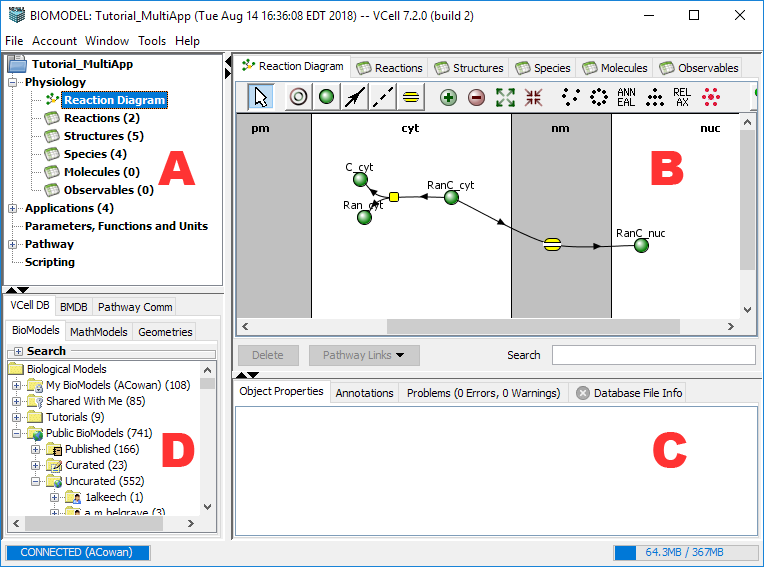 BIOMODEL: Tutorial_MultiApp (Tue Aug 14 16:36:08 EDT 2018) -- VCell 7.2.0 (build 2)
File Account Window Tools Help
Tutorial_MultiApp
Physiology
Reaction Diagram
Reactions (2)
Structures (5)
Species (4)
Molecules (0)
Observables (0)
Applications (4)
Parameters, Functions and Units
Pathway
Scripting
A
Reaction Diagram Reactions Structures Species Molecules Observables
ANN EAL
REL AX
pm cyt nm nuc
C_cyt
Ran_cyt
RanC_cyt
RanC_nuc
B
Delete Pathway Links Search
VCell DB BMDB Pathway Comm
BioModels MathModels Geometries
Search
Biological Models
My BioModels (ACowan) (108)
Shared With Me (85)
Tutorials (9)
Public BioModels (741)
Published (166)
Curated (23)
Uncurated (552)
1alkeech (1)
a.m.belgrave (3)
D
Object Properties Annotations Problems (0 Errors, 0 Warnings) Database File Info
C
CONNECTED (ACowan)
64.3MB / 367MB